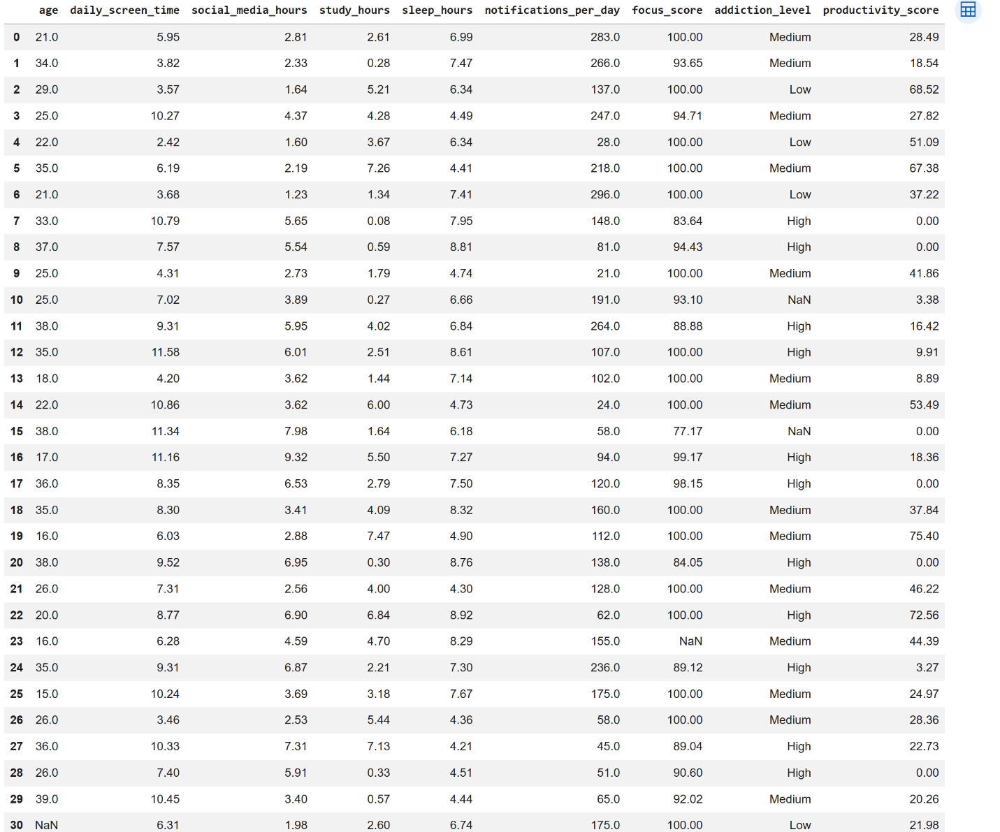 age daily_screen_time social_media_hours study_hours sleep_hours notifications_per_day focus_score addiction_level productivity_score
0 21.0 5.95 2.81 2.61 6.99 283.0 100.00 Medium 28.49
1 34.0 3.82 2.33 0.28 7.47 266.0 93.65 Medium 18.54
2 29.0 3.57 1.64 5.21 6.34 137.0 100.00 Low 68.52
3 25.0 10.27 4.37 4.28 4.49 247.0 94.71 Medium 27.82
4 22.0 2.42 1.60 3.67 6.34 28.0 100.00 Low 51.09
5 35.0 6.19 2.19 7.26 4.41 218.0 100.00 Medium 67.38
6 21.0 3.68 1.23 1.34 7.41 296.0 100.00 Low 37.22
7 33.0 10.79 5.65 0.08 7.95 148.0 83.64 High 0.00
8 37.0 7.57 5.54 0.59 8.81 81.0 94.43 High 0.00
9 25.0 4.31 2.73 1.79 4.74 21.0 100.00 Medium 41.86
10 25.0 7.02 3.89 0.27 6.66 191.0 93.10 NaN 3.38
11 38.0 9.31 5.95 4.02 6.84 264.0 88.88 High 16.42
12 35.0 11.58 6.01 2.51 8.61 107.0 100.00 High 9.91
13 18.0 4.20 3.62 1.44 7.14 102.0 100.00 Medium 8.89
14 22.0 10.86 3.62 6.00 4.73 24.0 100.00 Medium 53.49
15 38.0 11.34 7.98 1.64 6.18 58.0 77.17 NaN 0.00
16 17.0 11.16 9.32 5.50 7.27 94.0 99.17 High 18.36
17 36.0 8.35 6.53 2.79 7.50 120.0 98.15 High 0.00
18 35.0 8.30 3.41 4.09 8.32 160.0 100.00 Medium 37.84
19 16.0 6.03 2.88 7.47 4.90 112.0 100.00 Medium 75.40
20 38.0 9.52 6.95 0.30 8.76 138.0 84.05 High 0.00
21 26.0 7.31 2.56 4.00 4.30 128.0 100.00 Medium 46.22
22 20.0 8.77 6.90 6.84 8.92 62.0 100.00 High 72.56
23 16.0 6.28 4.59 4.70 8.29 155.0 NaN Medium 44.39
24 35.0 9.31 6.87 2.21 7.30 236.0 89.12 High 3.27
25 15.0 10.24 3.69 3.18 7.67 175.0 100.00 Medium 24.97
26 26.0 3.46 2.53 5.44 4.36 58.0 100.00 Medium 28.36
27 36.0 10.33 7.31 7.13 4.21 45.0 89.04 High 22.73
28 26.0 7.40 5.91 0.33 4.51 51.0 90.60 High 0.00
29 39.0 10.45 3.40 0.57 4.44 65.0 92.02 Medium 20.26
30 NaN 6.31 1.98 2.60 6.74 175.0 100.00 Low 21.98